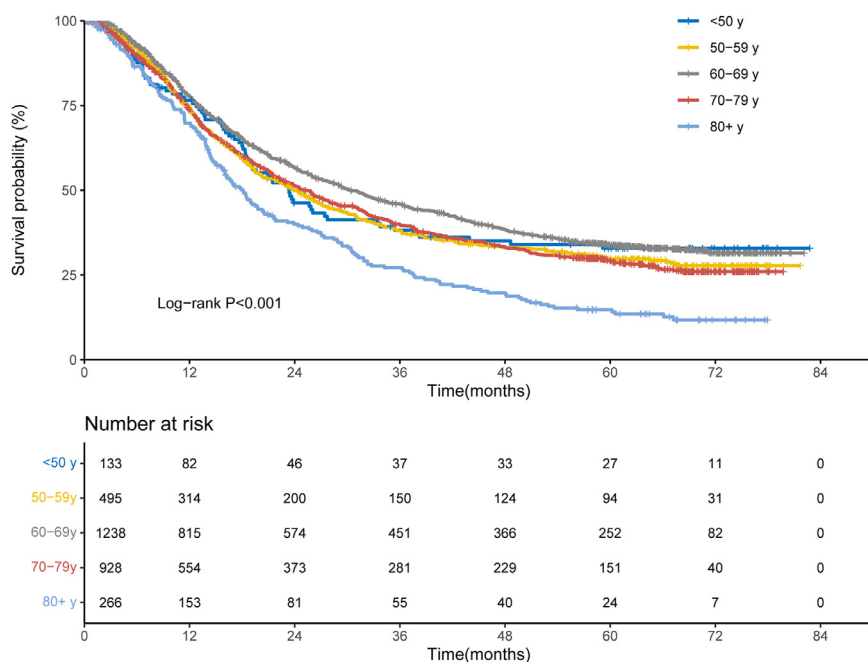 100
75
50
25
0
Survival probability (%)
<50 y
50−59 y
60−69 y
70−79 y
80+ y
Log−rank P<0.001
0 12 24 36 48 60 72 84
Time(months)
Number at risk
<50 y 133 82 46 37 33 27 11 0
50−59y 495 314 200 150 124 94 31 0
60−69y 1238 815 574 451 366 252 82 0
70−79y 928 554 373 281 229 151 40 0
80+ y 266 153 81 55 40 24 7 0
0 12 24 36 48 60 72 84
Time(months)